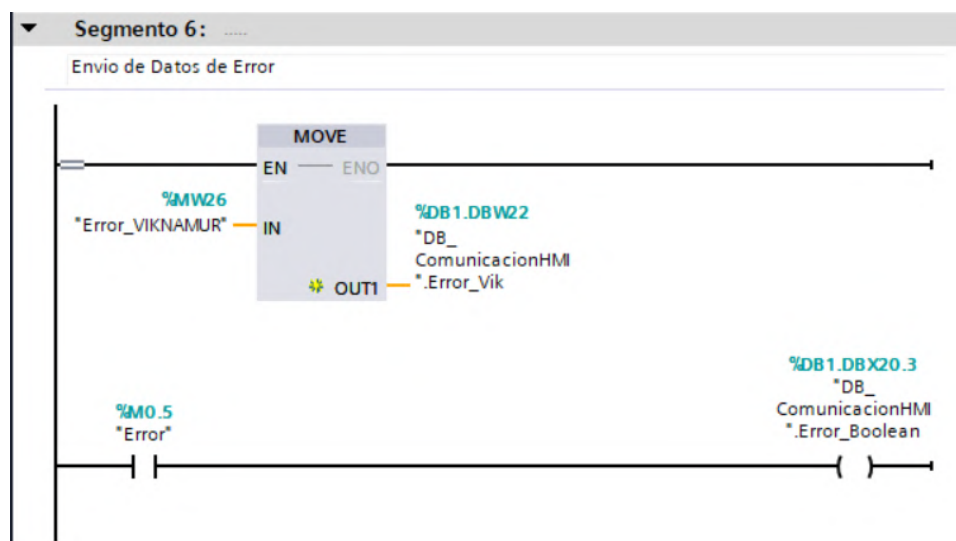 Segmento 6: .....
Envio de Datos de Error
MOVE
EN ENO
%MW26
"Error_VIKNAMUR"
IN
%DB1.DBW22
"DB_
ComunicacionHMI
".Error_Vik
OUT1
%DB1.DBX20.3
"DB_
ComunicacionHMI
".Error_Boolean
%M0.5
"Error"